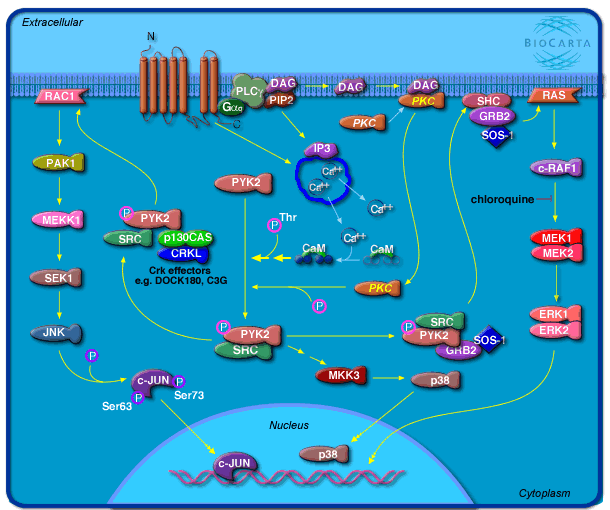 Extracellular
BIOCARTA
N
PLC
DAG
DAG
DAG
RAC1
Gα
PIP2
PKC
SHC
RAS
GRB2
PKC
SOS-1
IP3
PAK1
Ca++
c-RAF1
PYK2
Ca++
chloroquine
P
Thr
Ca++
MEKK1
PYK2
P
SRC
p130CAS
CaM
Ca++
CaM
MEK1
CRKL
MEK2
Crk effectors
e.g. DOCK180, C3G
SEK1
PKC
P
ERK1
JNK
P
PYK2
P
SRC
ERK2
SRC
PYK2
SOS-1
GRB2
P
MKK3
p38
c-JUN
P
P
Ser73
Ser63
Nucleus
p38
c-JUN
Cytoplasm